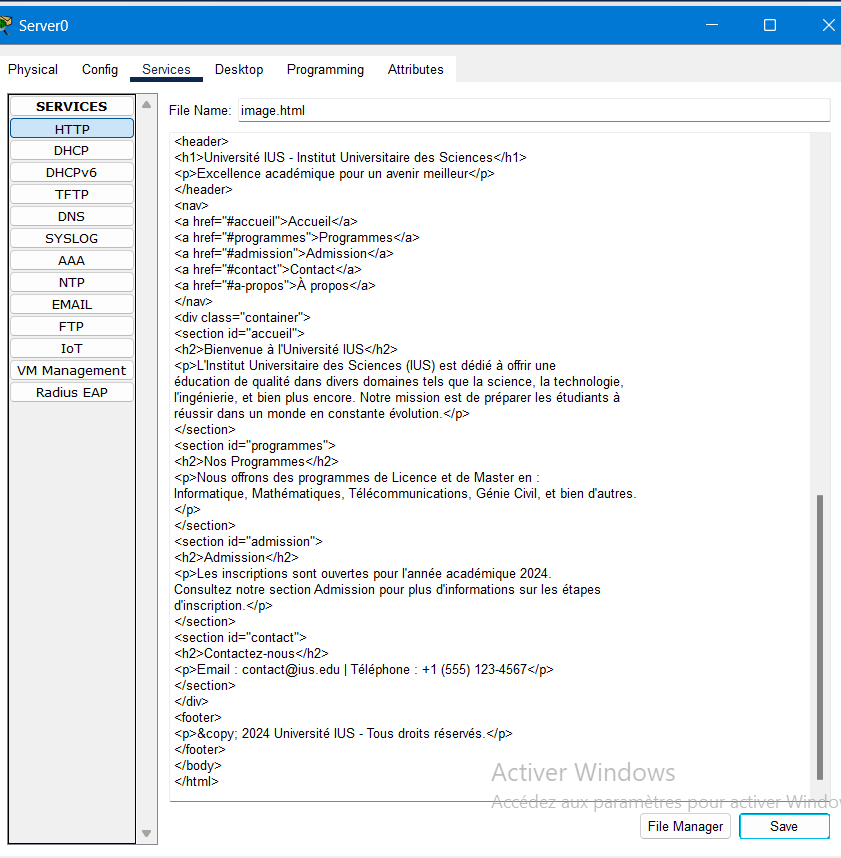 Server0
Physical Config Services Desktop Programming Attributes
SERVICES
HTTP
DHCP
DHCPv6
TFTP
DNS
SYSLOG
AAA
NTP
EMAIL
FTP
IoT
VM Management
Radius EAP
File Name: image.html
<header>
<h1>Université IUS - Institut Universitaire des Sciences</h1>
<p>Excellence académique pour un avenir meilleur</p>
</header>
<nav>
<a href="#accueil">Accueil</a>
<a href="#programmes">Programmes</a>
<a href="#admission">Admission</a>
<a href="#contact">Contact</a>
<a href="#a-propos">À propos</a>
</nav>
<div class="container">
<section id="accueil">
<h2>Bienvenue à l'Université IUS</h2>
<p>L'Institut Universitaire des Sciences (IUS) est dédié à offrir une
éducation de qualité dans divers domaines tels que la science, la technologie,
l'ingénierie, et bien plus encore. Notre mission est de préparer les étudiants à
réussir dans un monde en constante évolution.</p>
</section>
<section id="programmes">
<h2>Nos Programmes</h2>
<p>Nous offrons des programmes de Licence et de Master en :
Informatique, Mathématiques, Télécommunications, Génie Civil, et bien d'autres.
</p>
</section>
<section id="admission">
<h2>Admission</h2>
<p>Les inscriptions sont ouvertes pour l'année académique 2024.
Consultez notre section Admission pour plus d'informations sur les étapes
d'inscription.</p>
</section>
<section id="contact">
<h2>Contactez-nous</h2>
<p>Email : contact@ius.edu | Téléphone : +1 (555) 123-4567</p>
</section>
</div>
<footer>
<p>&copy; 2024 Université IUS - Tous droits réservés.</p>
</footer>
</body>
</html>
Activer Windows
Accédez aux paramètres pour activer Windo
File Manager Save